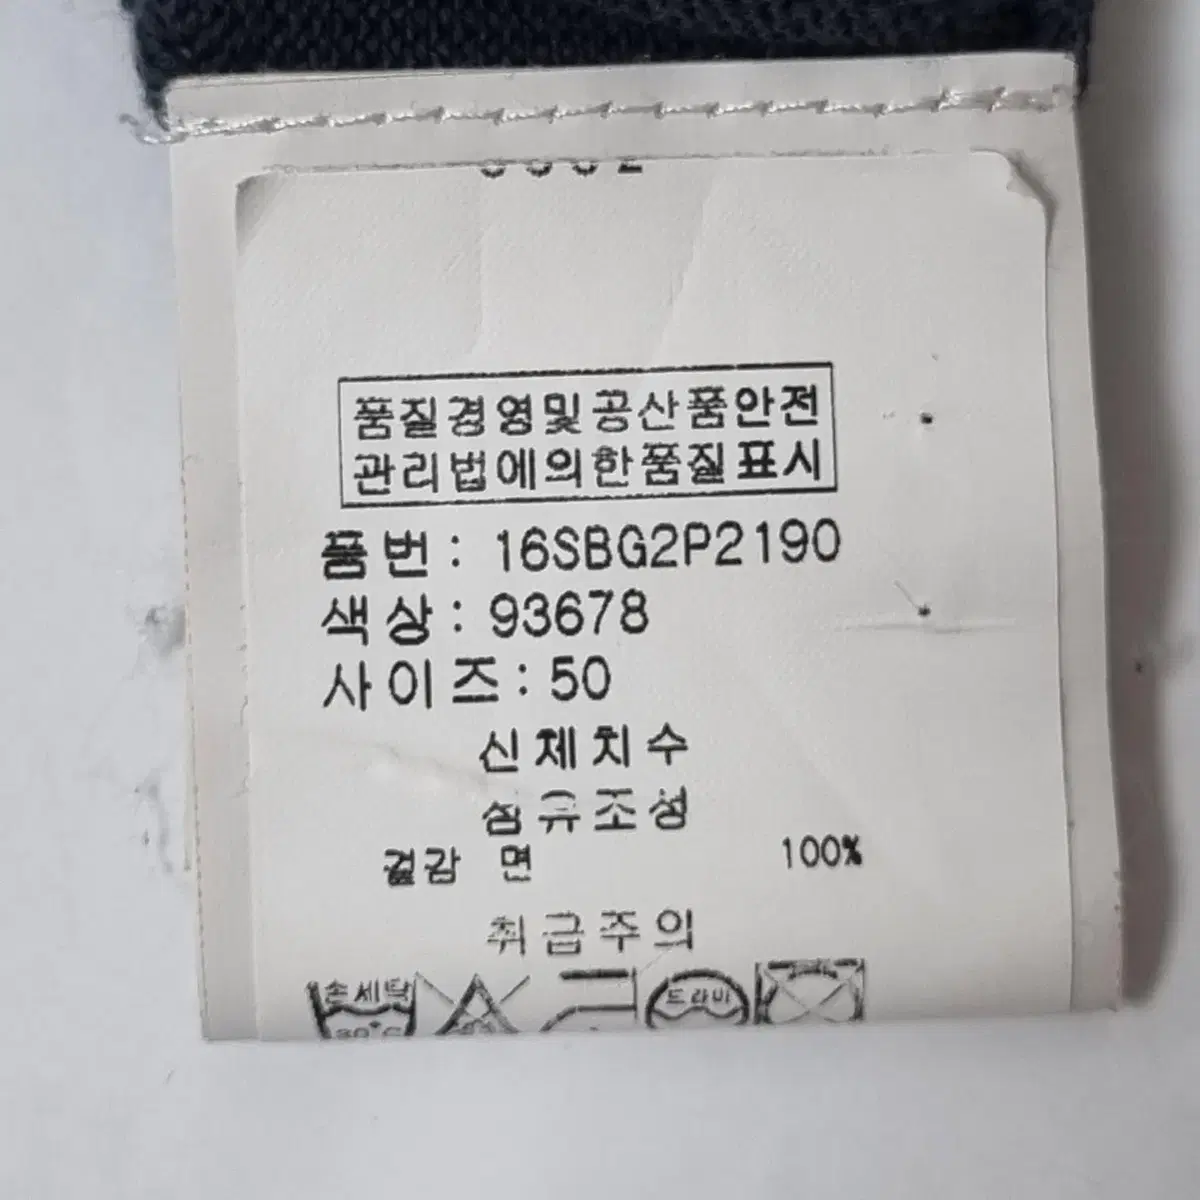 품질경영및공산품안전
관리법에의한품질표시
품번: 16SBG2P2190
색상: 93678
사이즈: 50
신체치수
섬유조성
겉감 면 100%
취급주의
손세탁 드라이
30°C